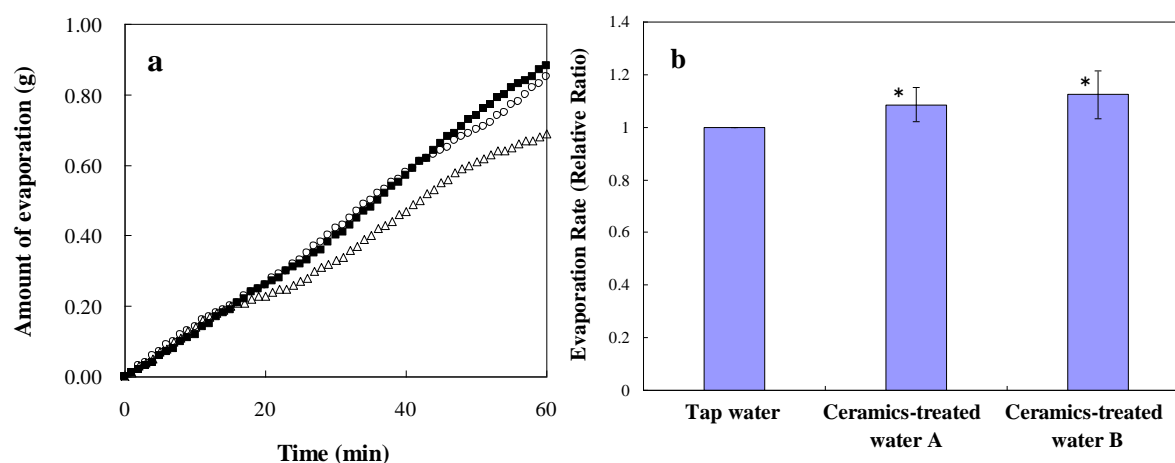 a
Amount of evaporation (g)
1.00
0.80
0.60
0.40
0.20
0.00
0
20
40
60
Time (min)
b
Evaporation Rate (Relative Ratio)
1.4
1.2
1
0.8
0.6
0.4
0.2
0
*
*
Tap water
Ceramics-treated
water A
Ceramics-treated
water B